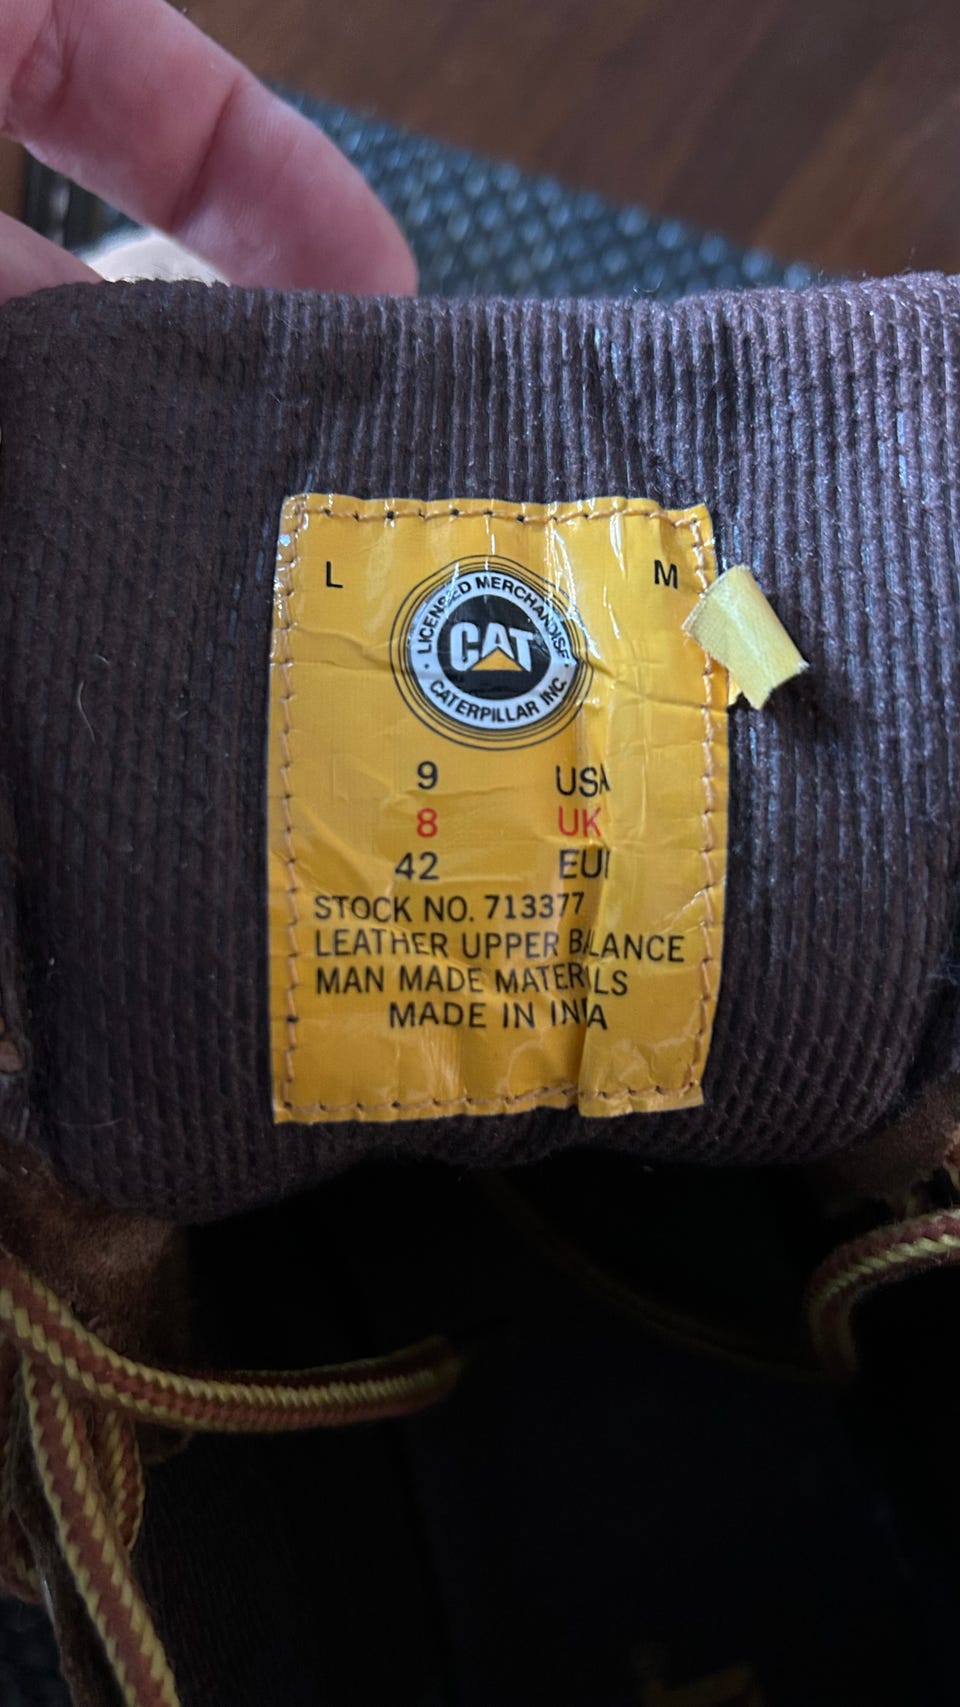 L M
LICENSED MERCHANDISE
CAT
CATERPILLAR INC.
9 USA
8 UK
42 EU
STOCK NO. 713377
LEATHER UPPER BALANCE
MAN MADE MATERIALS
MADE IN INDIA